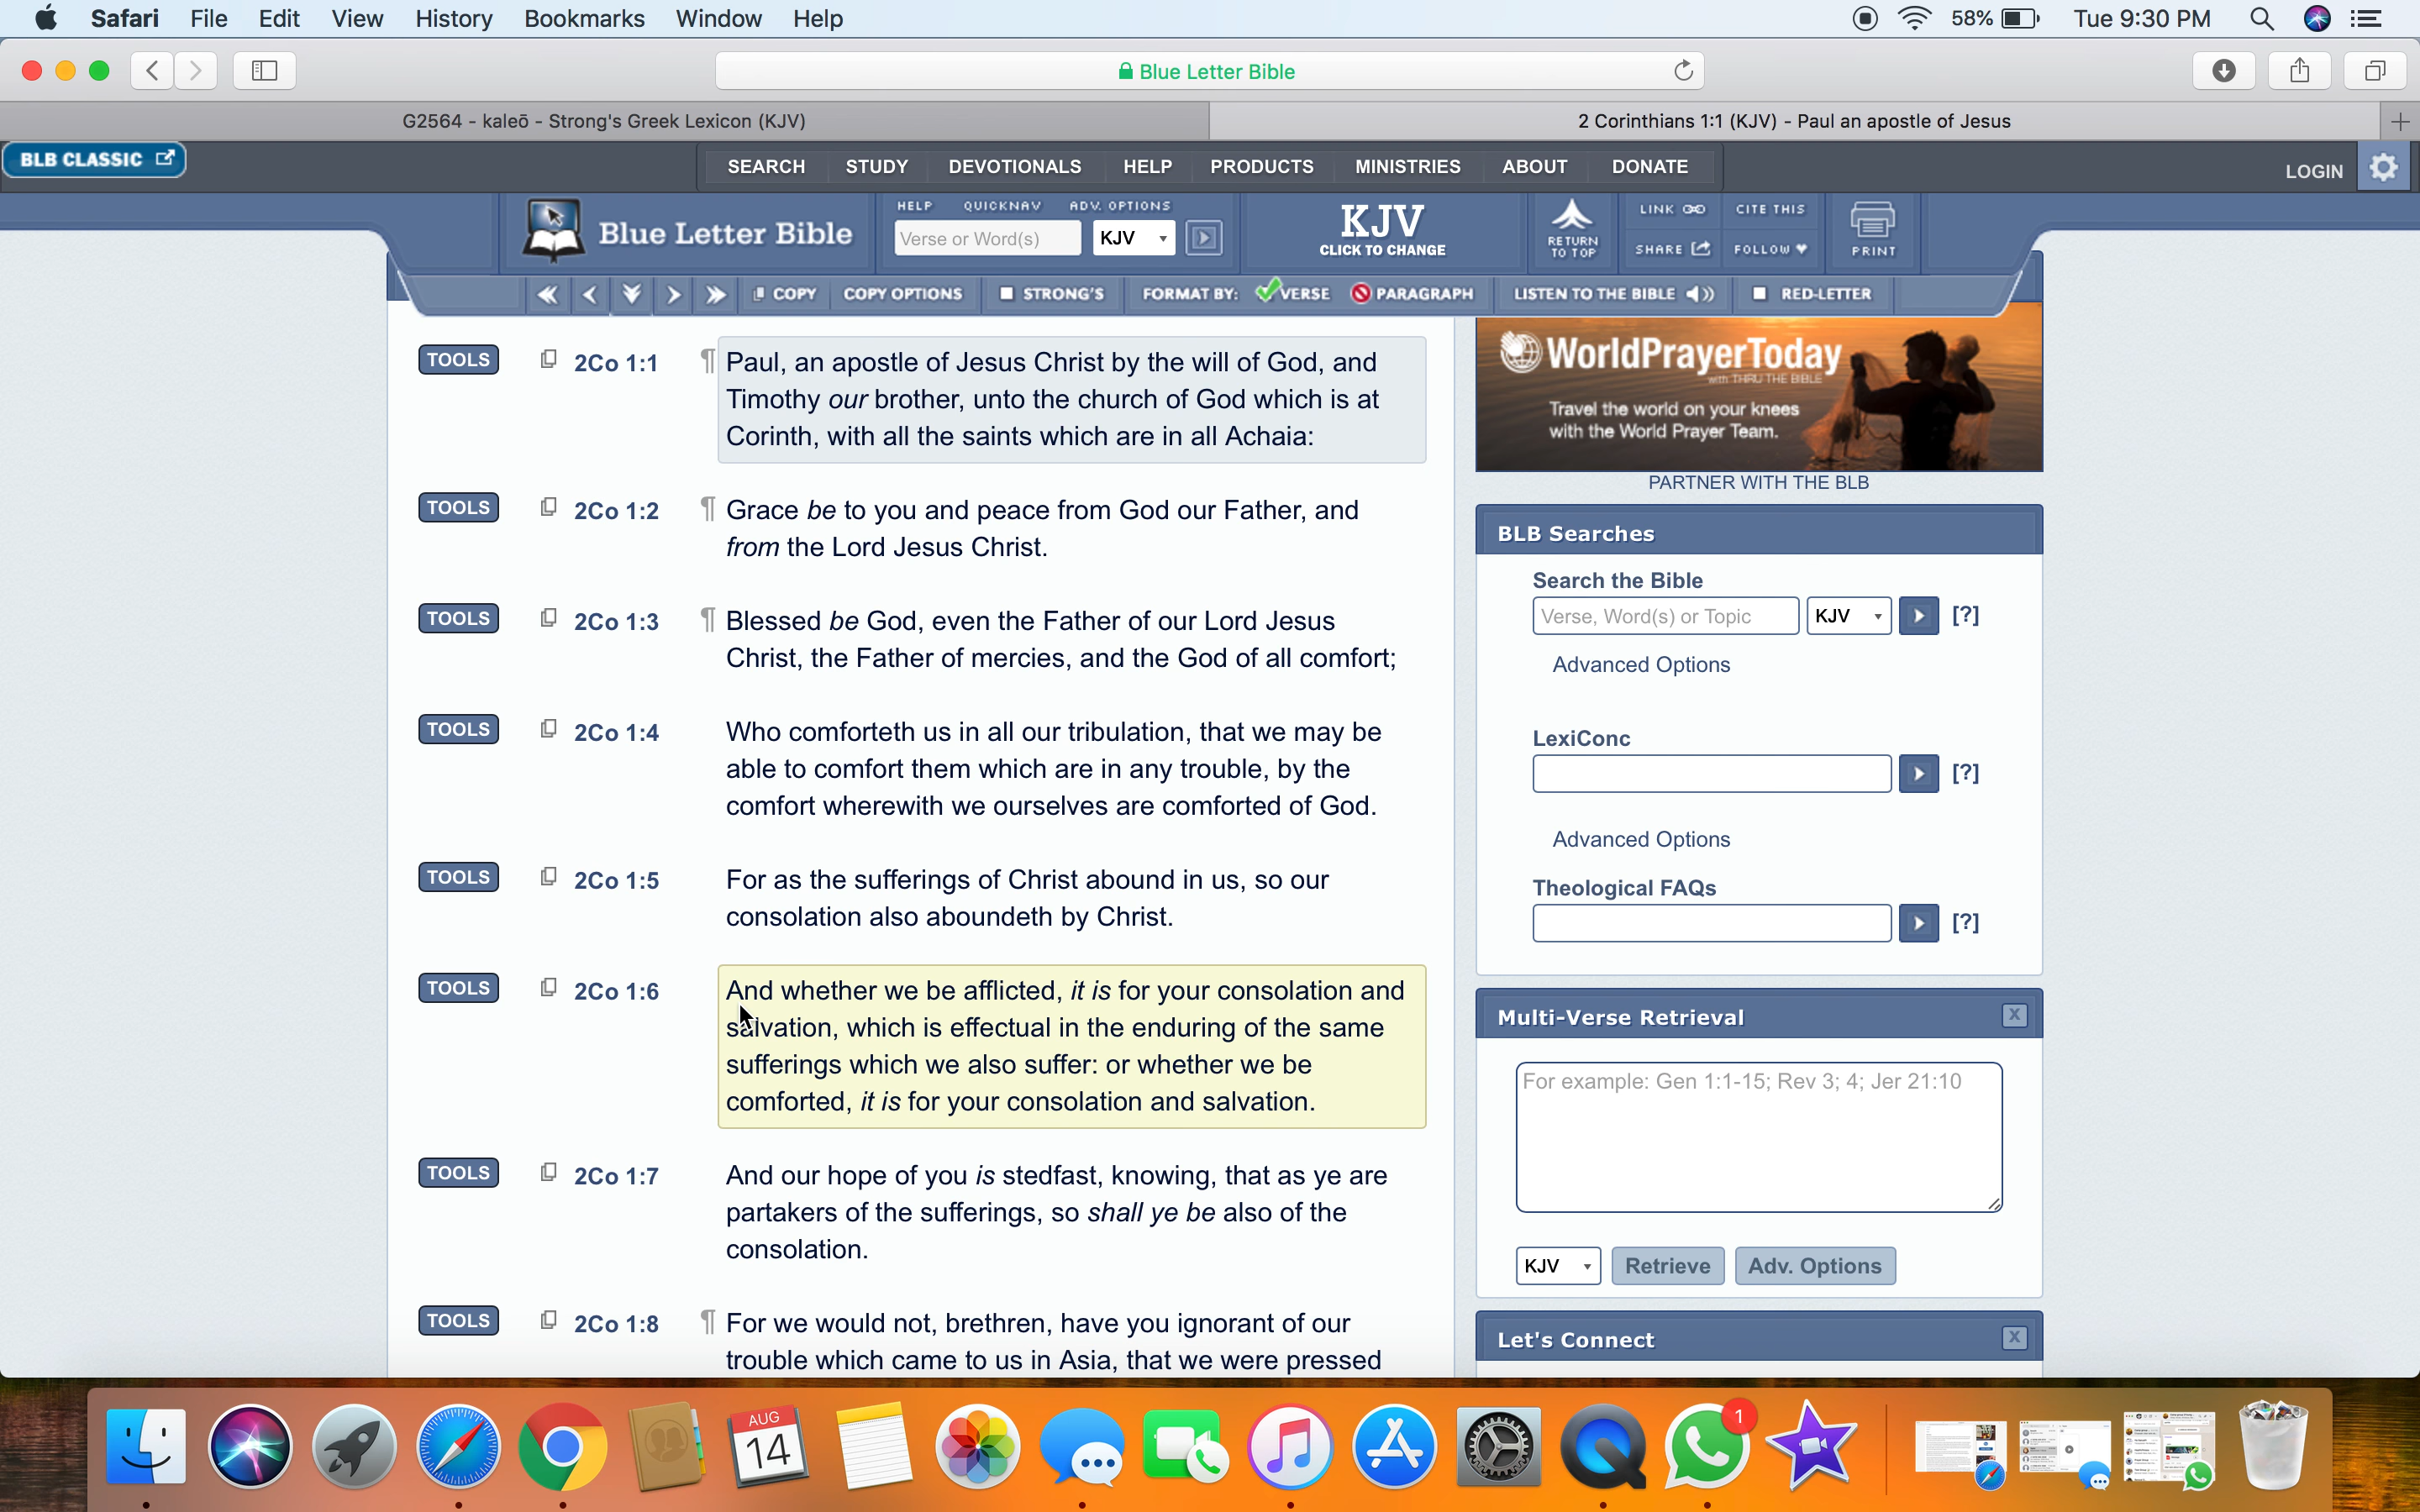 Safari File Edit View History Bookmarks Window Help 58% Tue 9:30 PM
Blue Letter Bible
G2564 - kaleō - Strong's Greek Lexicon (KJV) 2 Corinthians 1:1 (KJV) - Paul an apostle of Jesus
BLB CLASSIC SEARCH STUDY DEVOTIONALS HELP PRODUCTS MINISTRIES ABOUT DONATE LOGIN
HELP QUICKNAV ADV. OPTIONS
Blue Letter Bible
Verse or Word(s) KJV
KJV
CLICK TO CHANGE
RETURN
TO TOP
LINK CITE THIS
SHARE FOLLOW
PRINT
COPY COPY OPTIONS STRONG'S FORMAT BY: VERSE PARAGRAPH LISTEN TO THE BIBLE RED-LETTER
TOOLS 2Co 1:1 ¶ Paul, an apostle of Jesus Christ by the will of God, and
Timothy our brother, unto the church of God which is at
Corinth, with all the saints which are in all Achaia:
TOOLS 2Co 1:2 ¶ Grace be to you and peace from God our Father, and
from the Lord Jesus Christ.
TOOLS 2Co 1:3 ¶ Blessed be God, even the Father of our Lord Jesus
Christ, the Father of mercies, and the God of all comfort;
TOOLS 2Co 1:4 Who comforteth us in all our tribulation, that we may be
able to comfort them which are in any trouble, by the
comfort wherewith we ourselves are comforted of God.
TOOLS 2Co 1:5 For as the sufferings of Christ abound in us, so our
consolation also aboundeth by Christ.
TOOLS 2Co 1:6 And whether we be afflicted, it is for your consolation and
salvation, which is effectual in the enduring of the same
sufferings which we also suffer: or whether we be
comforted, it is for your consolation and salvation.
TOOLS 2Co 1:7 And our hope of you is stedfast, knowing, that as ye are
partakers of the sufferings, so shall ye be also of the
consolation.
TOOLS 2Co 1:8 ¶ For we would not, brethren, have you ignorant of our
trouble which came to us in Asia, that we were pressed
WorldPrayerToday
with THRU THE BIBLE
Travel the world on your knees
with the World Prayer Team.
PARTNER WITH THE BLB
BLB Searches
Search the Bible
Verse, Word(s) or Topic KJV [?]
Advanced Options
LexiConc
[?]
Advanced Options
Theological FAQs
[?]
Multi-Verse Retrieval X
For example: Gen 1:1-15; Rev 3; 4; Jer 21:10
KJV Retrieve Adv. Options
Let's Connect X
AUG
14
1